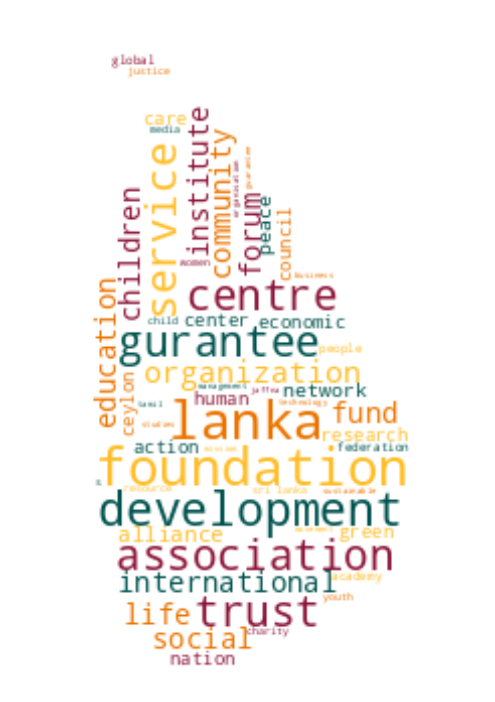 global
justice
care
media
service
institute
community
organisation
gurantee
children
forum
peace
council
women
business
centre
child
center
economic
education
gurantee
people
ceylon
organization
management
jaffna
network
human
technology
tamil
lanka
fund
studies
research
action
federation
foundation
resource
sri lanka
sustainable
development
alliance
green
association
international
academy
youth
life
trust
charity
social
nation